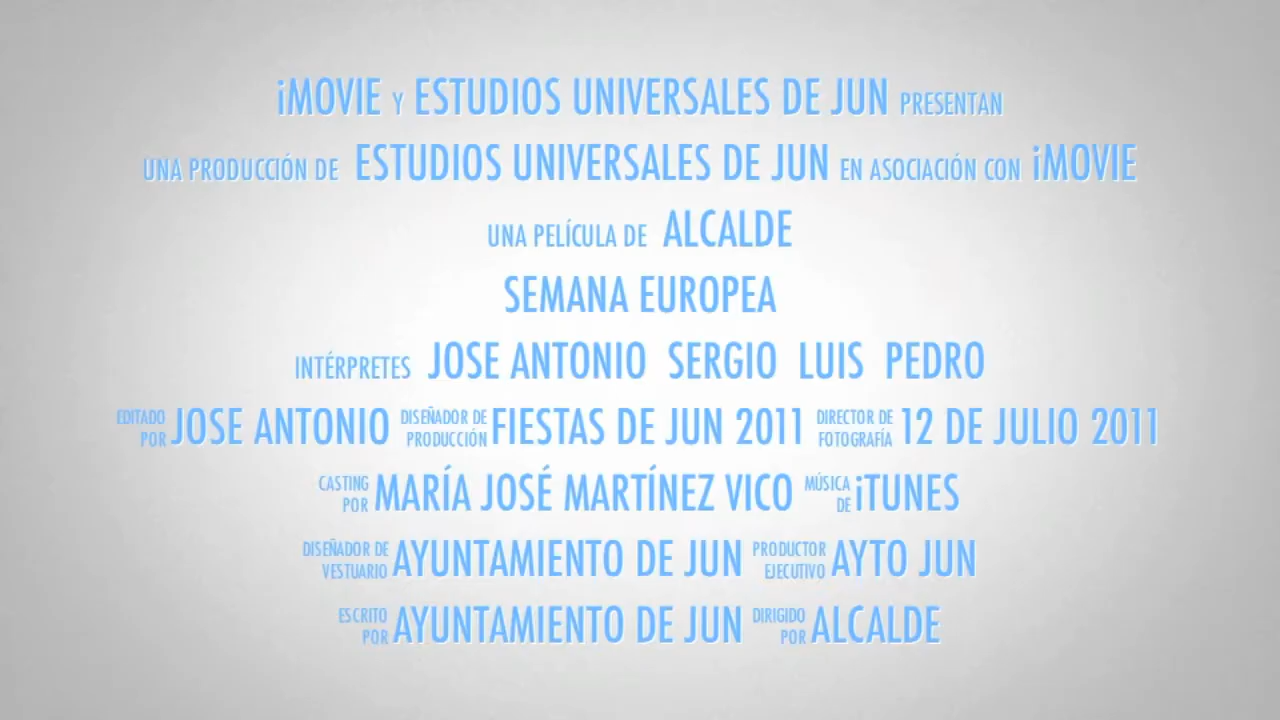 iMOVIE Y ESTUDIOS UNIVERSALES DE JUN PRESENTAN
UNA PRODUCCIÓN DE ESTUDIOS UNIVERSALES DE JUN EN ASOCIACIÓN CON iMOVIE
UNA PELÍCULA DE ALCALDE
SEMANA EUROPEA
INTÉRPRETES JOSE ANTONIO SERGIO LUIS PEDRO
EDITADO POR JOSE ANTONIO DISEÑADOR DE PRODUCCIÓN FIESTAS DE JUN 2011 DIRECTOR DE FOTOGRAFÍA 12 DE JULIO 2011
CASTING POR MARÍA JOSÉ MARTÍNEZ VICO MÚSICA DE iTUNES
DISEÑADOR DE VESTUARIO AYUNTAMIENTO DE JUN PRODUCTOR EJECUTIVO AYTO JUN
ESCRITO POR AYUNTAMIENTO DE JUN DIRIGIDO POR ALCALDE